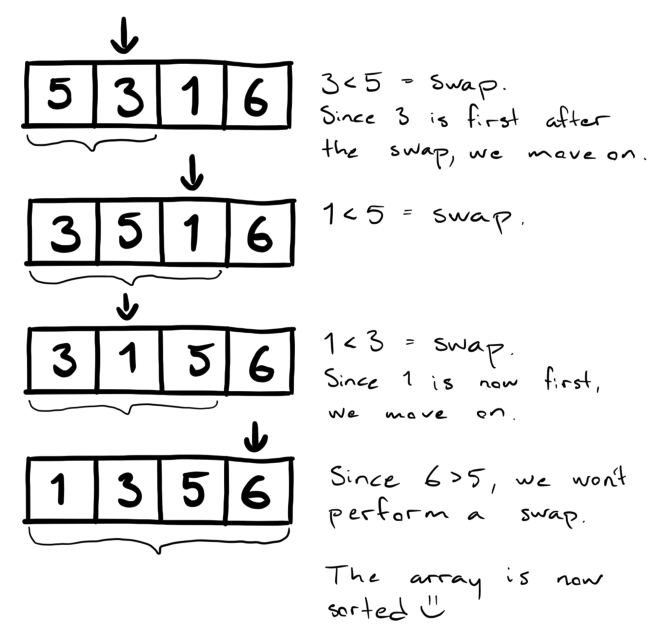 5 3 1 6
3<5 = swap.
Since 3 is first after
the swap, we move on.
3 5 1 6
1<5 = swap.
3 1 5 6
1<3 = swap.
Since 1 is now first,
we move on.
1 3 5 6
Since 6>5, we won't
perform a swap.
The array is now
sorted